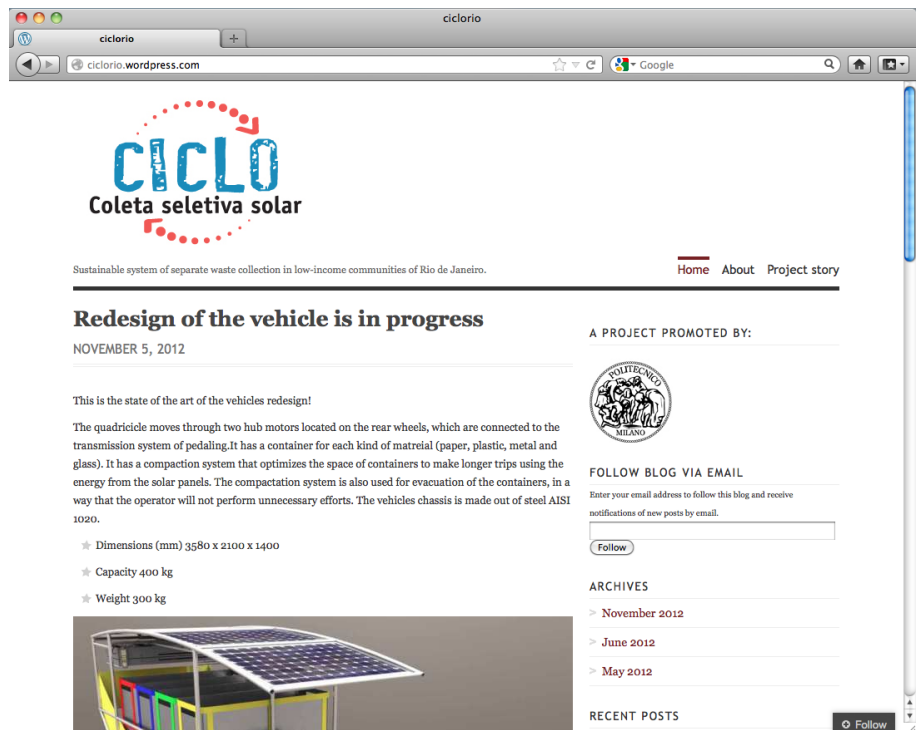 ciclorio
ciclorio
ciclorio.wordpress.com
Google
CICLO
Coleta seletiva solar
Sustainable system of separate waste collection in low-income communities of Rio de Janeiro.
Home About Project story
Redesign of the vehicle is in progress
NOVEMBER 5, 2012
This is the state of the art of the vehicles redesign!
The quadricicle moves through two hub motors located on the rear wheels, which are connected to the
transmission system of pedaling.It has a container for each kind of matreial (paper, plastic, metal and
glass). It has a compaction system that optimizes the space of containers to make longer trips using the
energy from the solar panels. The compactation system is also used for evacuation of the containers, in a
way that the operator will not perform unnecessary efforts. The vehicles chassis is made out of steel AISI
1020.
Dimensions (mm) 3580 x 2100 x 1400
Capacity 400 kg
Weight 300 kg
A PROJECT PROMOTED BY:
POLITECNICO
MILANO
FOLLOW BLOG VIA EMAIL
Enter your email address to follow this blog and receive
notifications of new posts by email.
Follow
ARCHIVES
> November 2012
> June 2012
> May 2012
RECENT POSTS
Follow